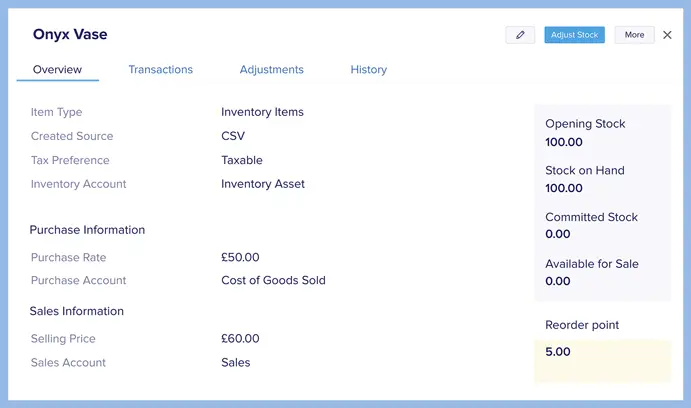 Onyx Vase
Adjust Stock
More
Overview
Transactions
Adjustments
History
Item Type Inventory Items
Created Source CSV
Tax Preference Taxable
Inventory Account Inventory Asset
Purchase Information
Purchase Rate £50.00
Purchase Account Cost of Goods Sold
Sales Information
Selling Price £60.00
Sales Account Sales
Opening Stock
100.00
Stock on Hand
100.00
Committed Stock
0.00
Available for Sale
0.00
Reorder point
5.00